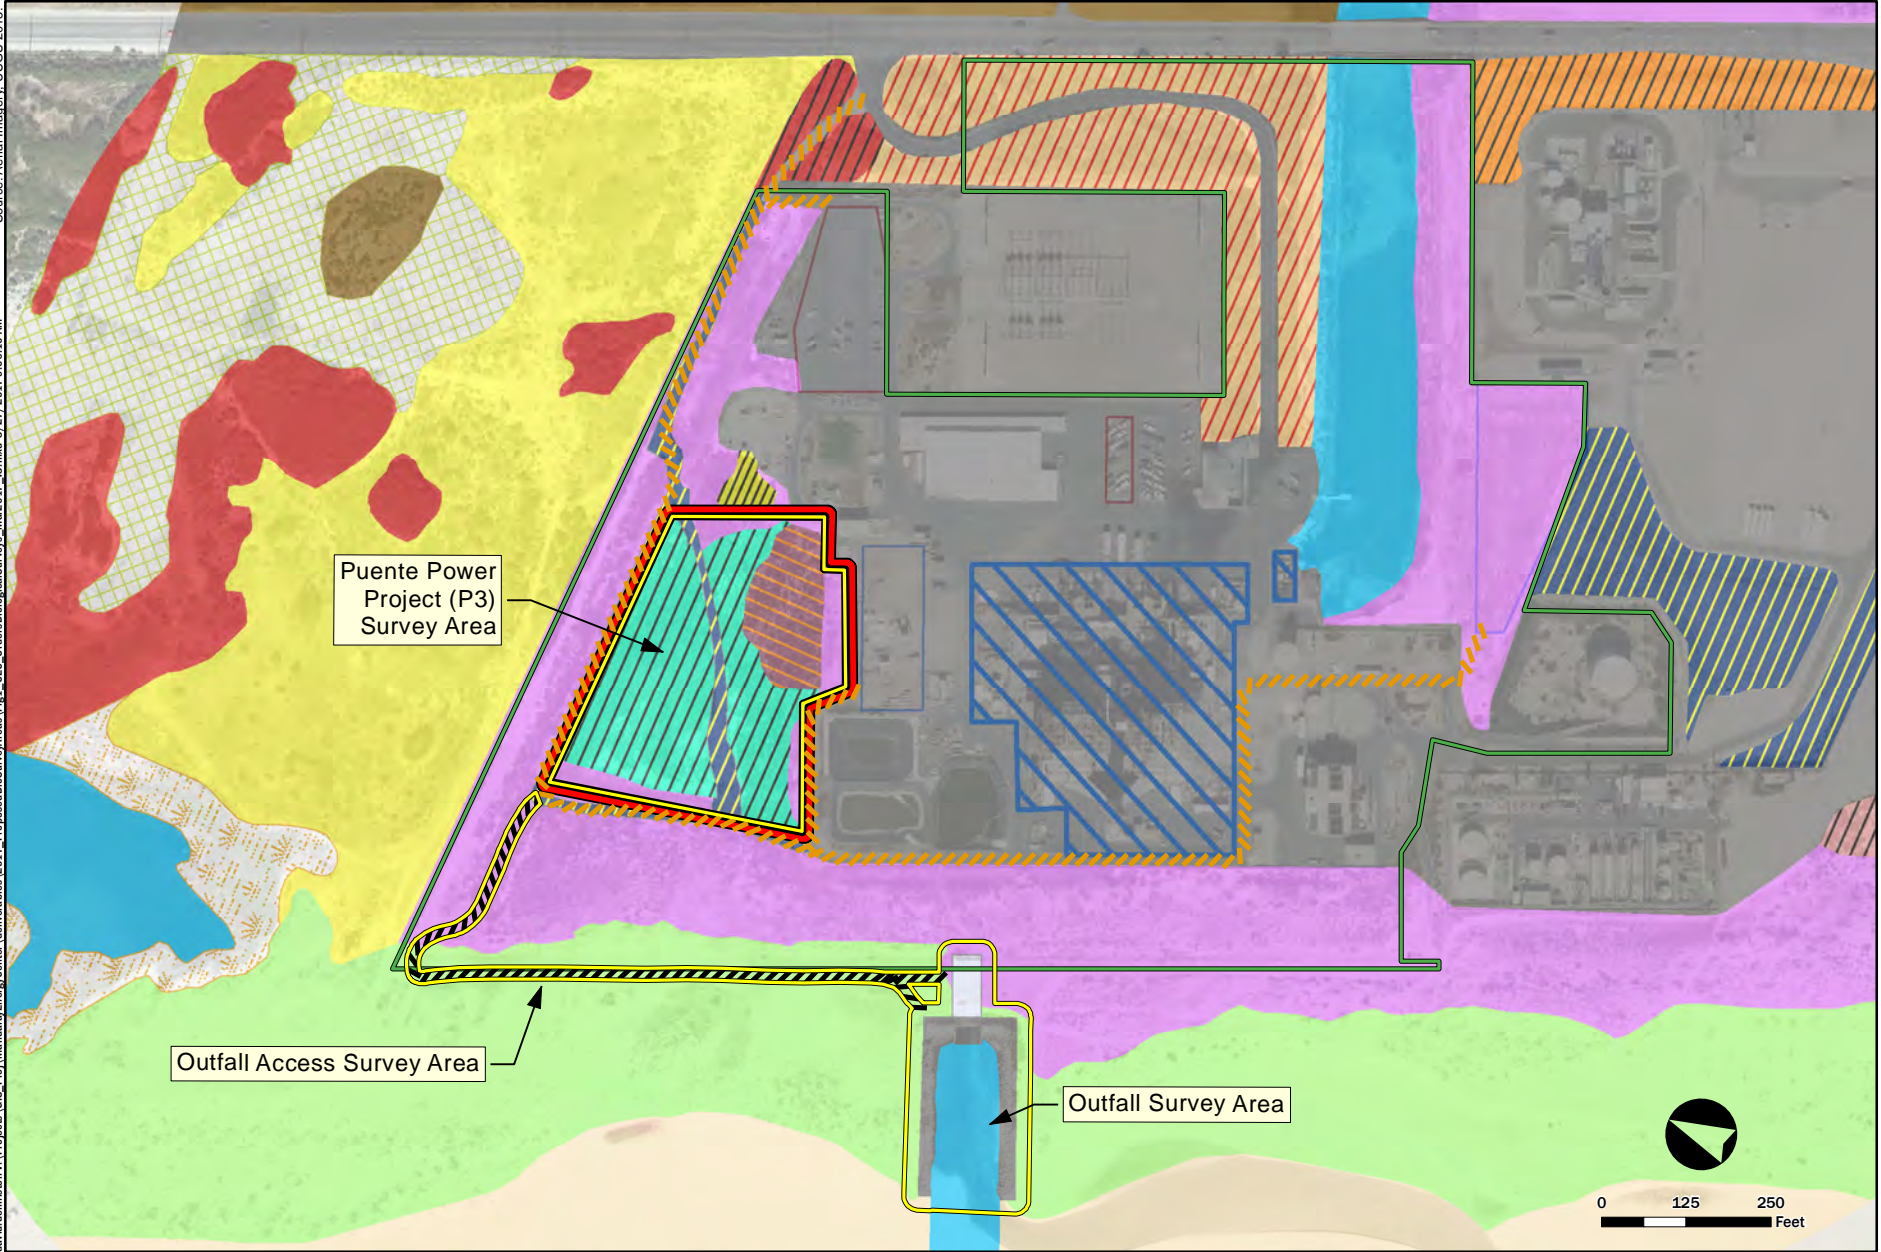 Puente Power
Project (P3)
Survey Area
Outfall Access Survey Area
Outfall Survey Area
0 125 250
Feet